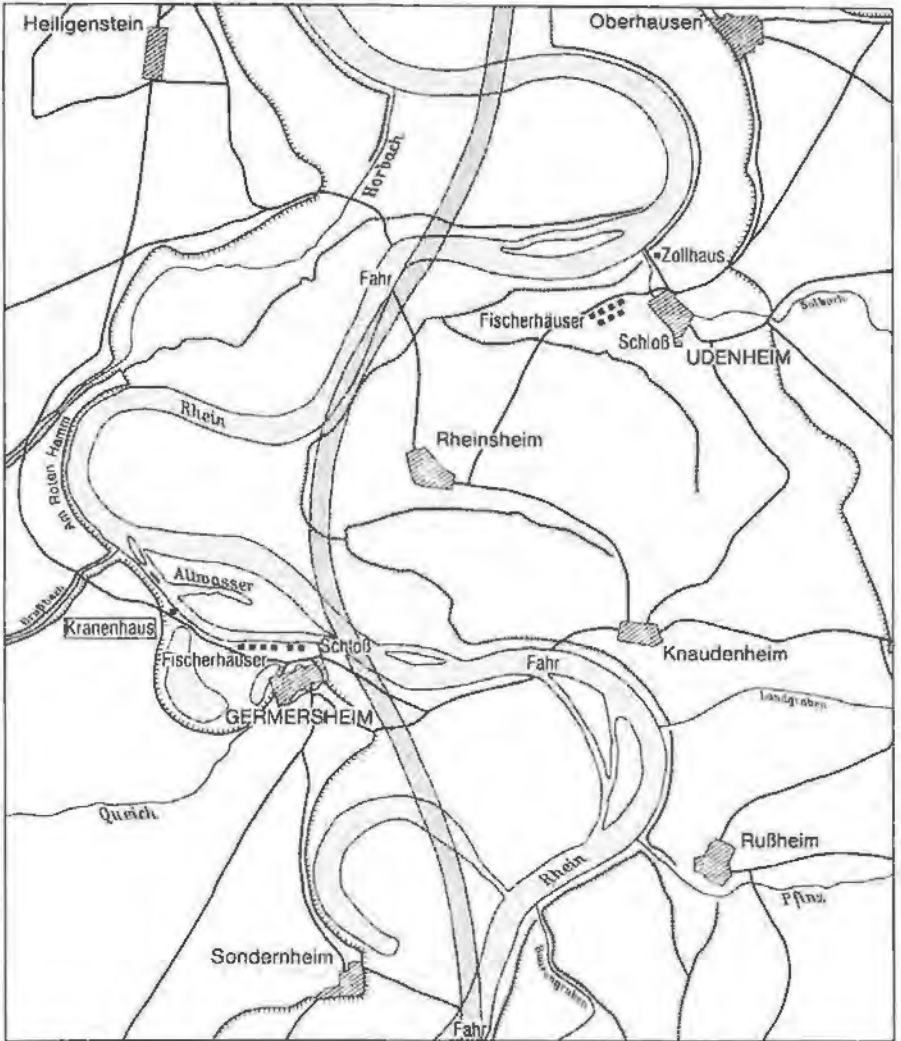 Heiligenstein
Oberhausen
Horbach
Zollhaus
Fahr
Fischerhäuser
Salbach
Schloß
UDENHEIM
Rhein
Am Roten Hamm
Rheinsheim
Altwasser
Kranenhaus
Schloß
Fischerhäuser
Fahr
Knaudenheim
GERMERSHEIM
Landgraben
Queich
Rußheim
Rhein
Pfinz
Sondernheim
Fahr